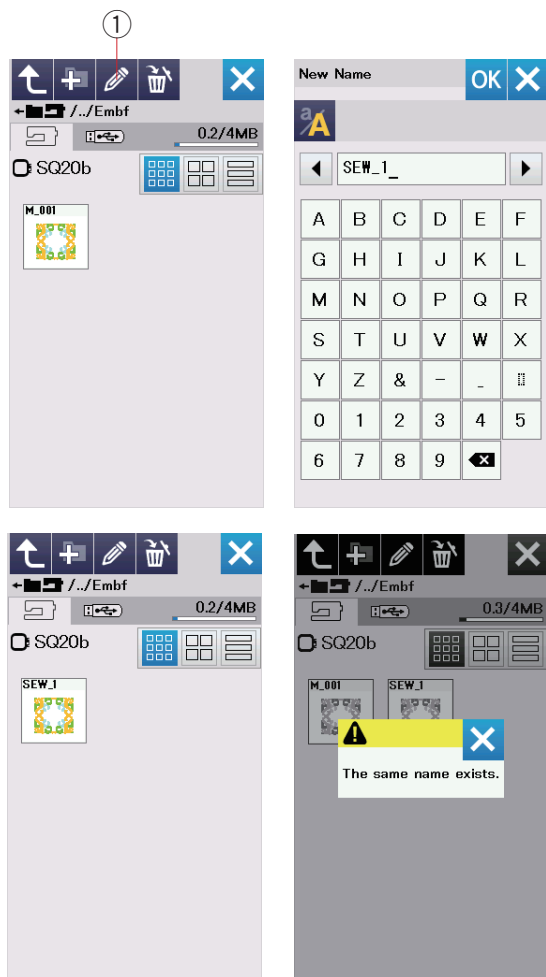 1
/../Embf
0.2/4MB
SQ20b
M_001
New Name
OK
a/A
SEW_1_
A B C D E F
G H I J K L
M N O P Q R
S T U V W X
Y Z & - _
0 1 2 3 4 5
6 7 8 9
/../Embf
0.2/4MB
SQ20b
SEW_1
/../Embf
0.3/4MB
SQ20b
M_001 SEW_1
The same name exists.